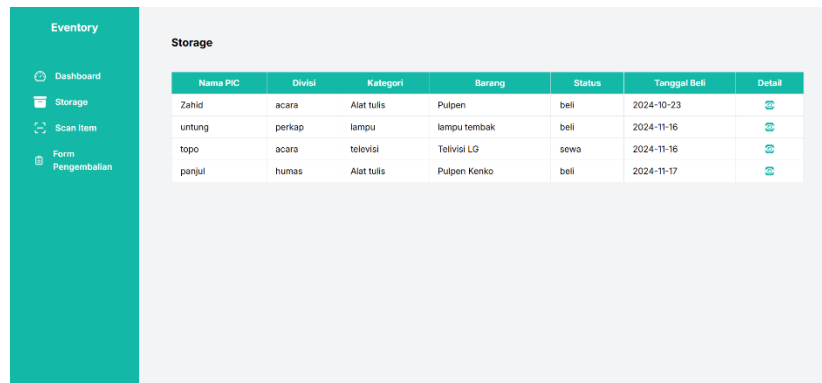 Eventory
Dashboard
Storage
Scan Item
Form
Pengembalian
Storage
Nama PIC Divisi Kategori Barang Status Tanggal Beli Detail
Zahid acara Alat tulis Pulpen beli 2024-10-23
untung perkap lampu lampu tembak beli 2024-11-16
topo acara televisi Telivisi LG sewa 2024-11-16
panjul humas Alat tulis Pulpen Kenko beli 2024-11-17